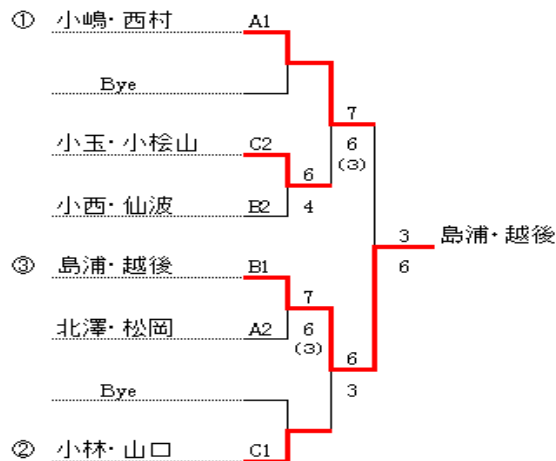 ① 小嶋・西村 A1
Bye
7
小玉・小桧山 C2 6
(3)
6
小西・仙波 B2 4
3 島浦・越後
6
③ 島浦・越後 B1
7
北澤・松岡 A2 6
(3)
6
Bye 3
② 小林・山口 C1